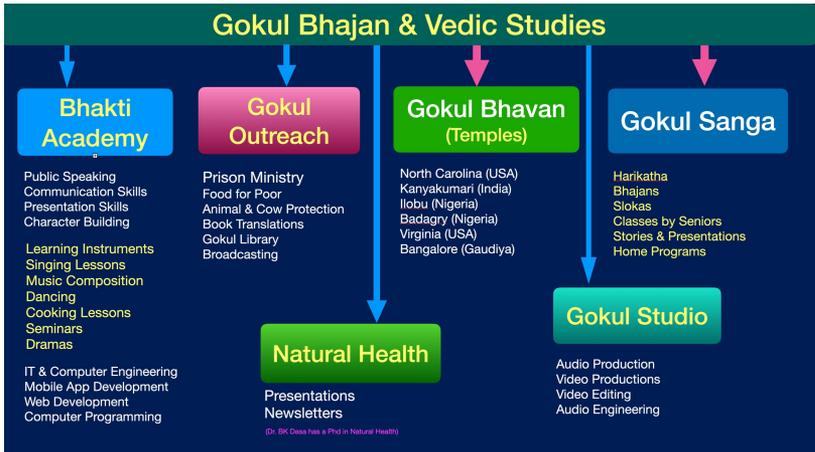 Gokul Bhajan & Vedic Studies
Bhakti
Academy
Public Speaking
Communication Skills
Presentation Skills
Character Building
Learning Instruments
Singing Lessons
Music Composition
Dancing
Cooking Lessons
Seminars
Dramas
IT & Computer Engineering
Mobile App Development
Web Development
Computer Programming
Gokul
Outreach
Prison Ministry
Food for Poor
Animal & Cow Protection
Book Translations
Gokul Library
Broadcasting
Natural Health
Presentations
Newsletters
(Dr. BK Dasa has a Phd in Natural Health)
Gokul Bhavan
(Temples)
North Carolina (USA)
Kanyakumari (India)
Ilobu (Nigeria)
Badagry (Nigeria)
Virginia (USA)
Bangalore (Gaudiya)
Gokul Sanga
Harikatha
Bhajans
Slokas
Classes by Seniors
Stories & Presentations
Home Programs
Gokul Studio
Audio Production
Video Productions
Video Editing
Audio Engineering